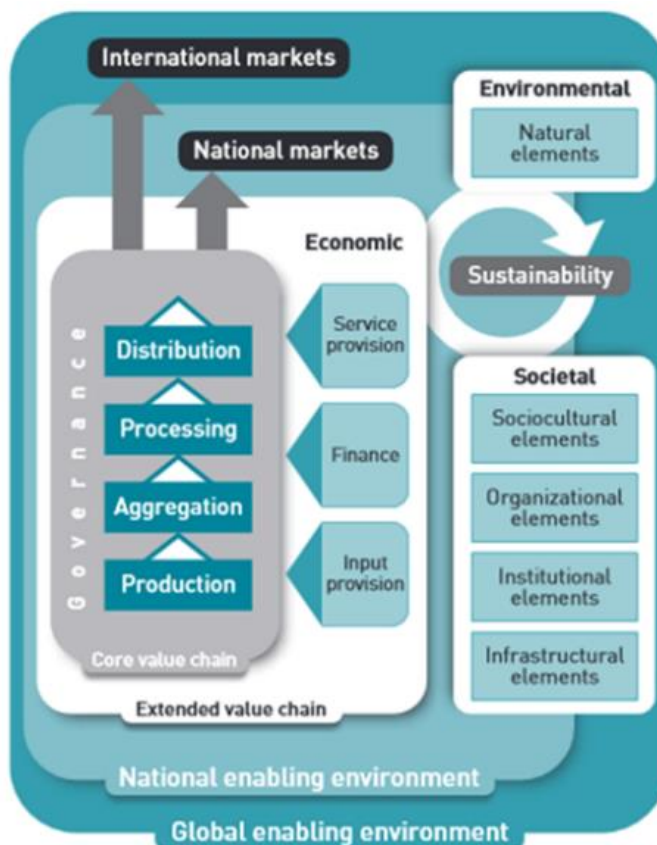 International markets
National markets
Environmental
Natural
elements
Sustainability
Economic
Governance
Distribution
Processing
Aggregation
Production
Core value chain
Service
provision
Finance
Input
provision
Extended value chain
Societal
Sociocultural
elements
Organizational
elements
Institutional
elements
Infrastructural
elements
National enabling environment
Global enabling environment